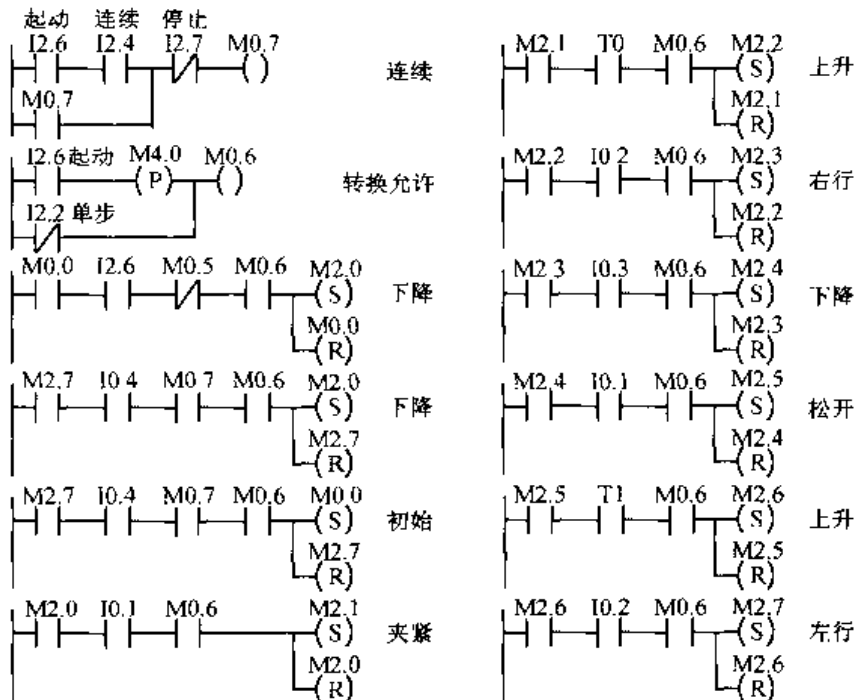 起动 连续 停止
I2.6 I2.4 I2.7 M0.7
连续
M0.7
I2.6 起动 M4.0 M0.6
(P)
转换允许
I2.2 单步
M0.0 I2.6 M0.5 M0.6 M2.0
(S)
下降
M0.0
(R)
M2.7 I0.4 M0.7 M0.6 M2.0
(S)
下降
M2.7
(R)
M2.7 I0.4 M0.7 M0.6 M0.0
(S)
初始
M2.7
(R)
M2.0 I0.1 M0.6 M2.1
(S)
夹紧
M2.0
(R)
M2.1 T0 M0.6 M2.2
(S)
上升
M2.1
(R)
M2.2 I0.2 M0.6 M2.3
(S)
右行
M2.2
(R)
M2.3 I0.3 M0.6 M2.4
(S)
下降
M2.3
(R)
M2.4 I0.1 M0.6 M2.5
(S)
松开
M2.4
(R)
M2.5 T1 M0.6 M2.6
(S)
上升
M2.5
(R)
M2.6 I0.2 M0.6 M2.7
(S)
左行
M2.6
(R)